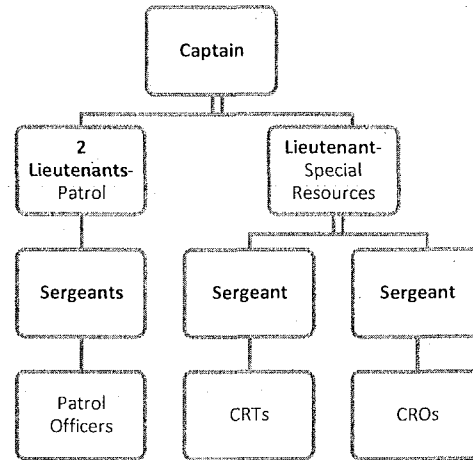 Captain
2
Lieutenants-
Patrol
Lieutenant-
Special
Resources
Sergeants
Sergeant
Sergeant
Patrol
Officers
CRTs
CROs